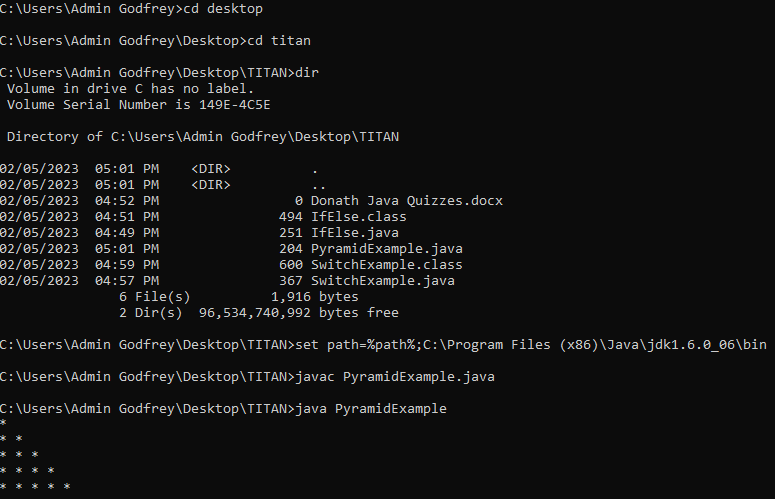 C:\Users\Admin Godfrey>cd desktop
C:\Users\Admin Godfrey\Desktop>cd titan
C:\Users\Admin Godfrey\Desktop\TITAN>dir
 Volume in drive C has no label.
 Volume Serial Number is 149E-4C5E
 Directory of C:\Users\Admin Godfrey\Desktop\TITAN
02/05/2023  05:01 PM    <DIR>          .
02/05/2023  05:01 PM    <DIR>          ..
02/05/2023  04:52 PM                 0 Donath Java Quizzes.docx
02/05/2023  04:51 PM               494 IfElse.class
02/05/2023  04:49 PM               251 IfElse.java
02/05/2023  05:01 PM               204 PyramidExample.java
02/05/2023  04:59 PM               600 SwitchExample.class
02/05/2023  04:57 PM               367 SwitchExample.java
               6 File(s)          1,916 bytes
               2 Dir(s)  96,534,740,992 bytes free
C:\Users\Admin Godfrey\Desktop\TITAN>set path=%path%;C:\Program Files (x86)\Java\jdk1.6.0_06\bin
C:\Users\Admin Godfrey\Desktop\TITAN>javac PyramidExample.java
C:\Users\Admin Godfrey\Desktop\TITAN>java PyramidExample
*
* *
* * *
* * * *
* * * * *